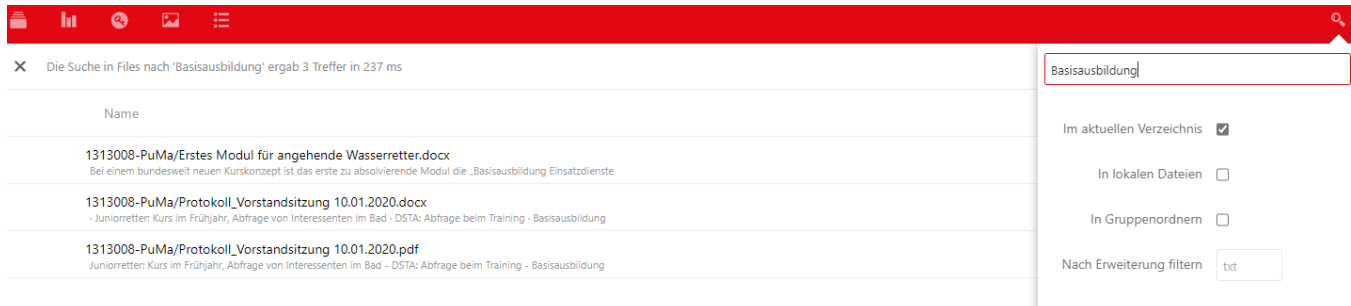 Die Suche in Files nach 'Basisausbildung' ergab 3 Treffer in 237 ms
Name
1313008-PuMa/Erstes Modul für angehende Wasserretter.docx
Bei einem bundesweit neuen Kurskonzept ist das erste zu absolvierende Modul die „Basisausbildung Einsatzdienste
1313008-PuMa/Protokoll_Vorstandsitzung 10.01.2020.docx
- Juniorretter: Kurs im Frühjahr, Abfrage von Interessenten im Bad - DSTA: Abfrage beim Training - Basisausbildung
1313008-PuMa/Protokoll_Vorstandsitzung 10.01.2020.pdf
Juniorretter: Kurs im Frühjahr, Abfrage von Interessenten im Bad – DSTA: Abfrage beim Training – Basisausbildung
Basisausbildung
Im aktuellen Verzeichnis
In lokalen Dateien
In Gruppenordnern
Nach Erweiterung filtern
txt